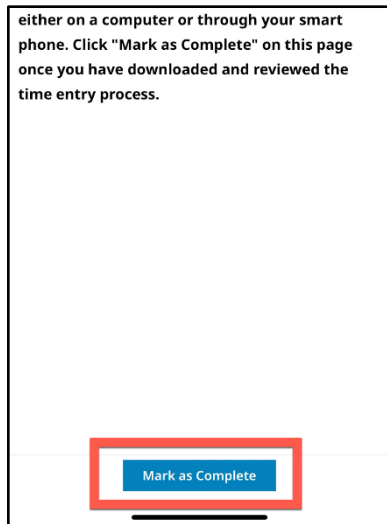 either on a computer or through your smart
phone. Click "Mark as Complete" on this page
once you have downloaded and reviewed the
time entry process.
Mark as Complete